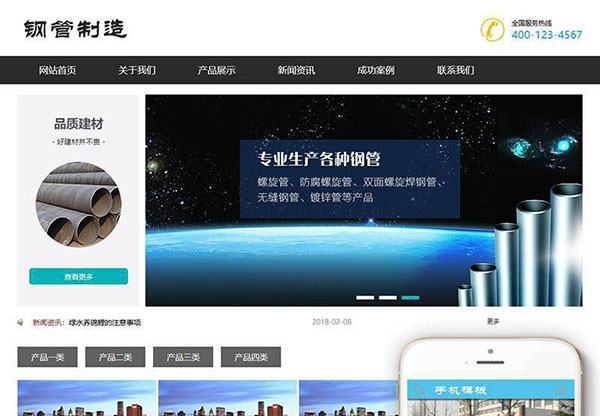 钢管制造
全国服务热线
400-123-4567
网站首页 关于我们 产品展示 新闻资讯 成功案例 联系我们
品质建材
- 好建材并不贵 -
查看更多
专业生产各种钢管
螺旋管、防腐螺旋管、双面螺旋焊钢管、
无缝钢管、镀锌管等产品
新闻资讯： 绿水养锦鲤的注意事项 2018-02-08 更多
产品一类 产品二类 产品三类 产品四类
手机模板